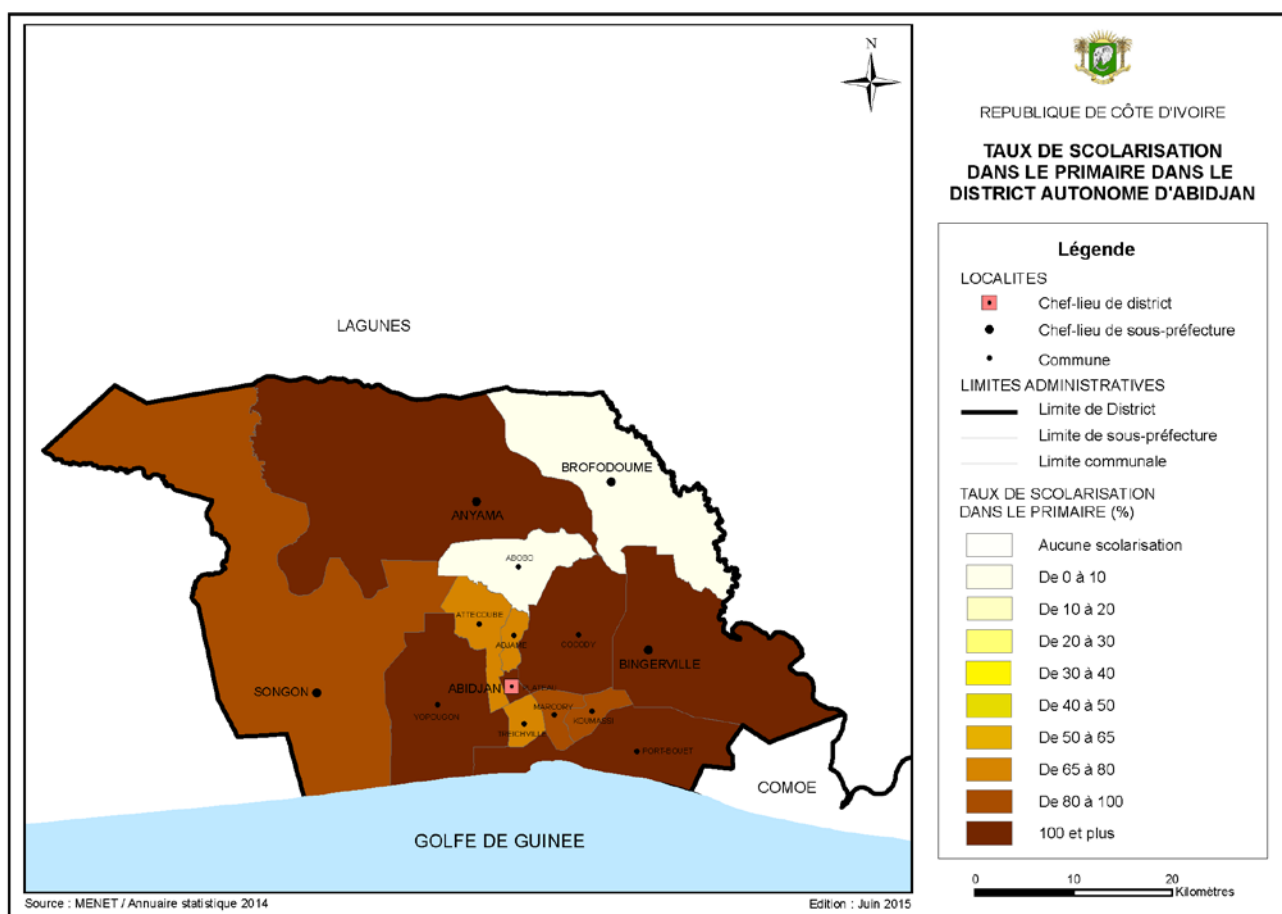 N
LAGUNES
BROFODOUME
ANYAMA
ABOBO
ATTECOUBE
ADJAME
COCODY
BINGERVILLE
ABIDJAN
PLATEAU
SONGON
YOPOUGON
MARCORY
KOUMASSI
TREICHVILLE
PORT-BOUET
COMOE
GOLFE DE GUINEE
Source : MENET / Annuaire statistique 2014
Edition : Juin 2015
REPUBLIQUE DE CÔTE D'IVOIRE
TAUX DE SCOLARISATION
DANS LE PRIMAIRE DANS LE
DISTRICT AUTONOME D'ABIDJAN
Légende
LOCALITES
Chef-lieu de district
Chef-lieu de sous-préfecture
Commune
LIMITES ADMINISTRATIVES
Limite de District
Limite de sous-préfecture
Limite communale
TAUX DE SCOLARISATION
DANS LE PRIMAIRE (%)
Aucune scolarisation
De 0 à 10
De 10 à 20
De 20 à 30
De 30 à 40
De 40 à 50
De 50 à 65
De 65 à 80
De 80 à 100
100 et plus
0 10 20
Kilomètres